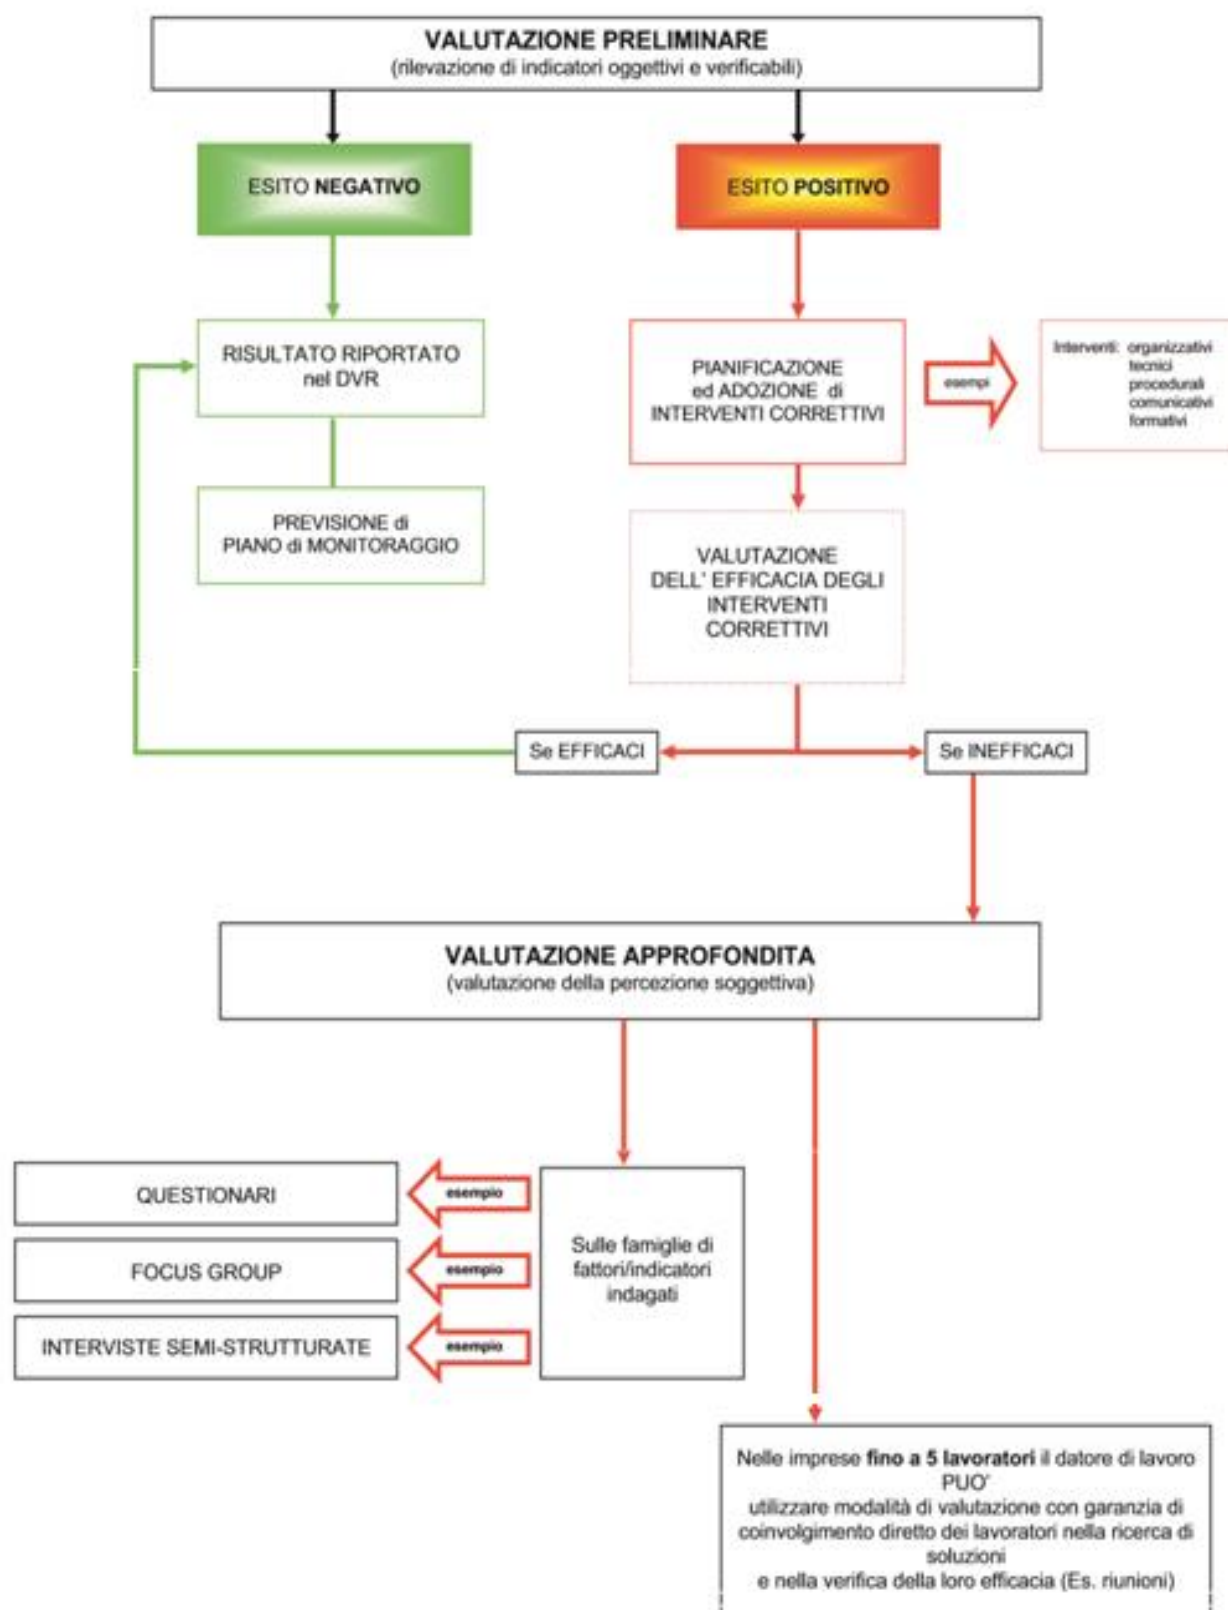 VALUTAZIONE PRELIMINARE
(rilevazione di indicatori oggettivi e verificabili)
ESITO NEGATIVO
ESITO POSITIVO
RISULTATO RIPORTATO
nel DVR
PIANIFICAZIONE
ed ADOZIONE di
INTERVENTI CORRETTIVI
esempi
Interventi: organizzativi
tecnici
procedurali
comunicativi
formativi
PREVISIONE di
PIANO di MONITORAGGIO
VALUTAZIONE
DELL' EFFICACIA DEGLI
INTERVENTI
CORRETTIVI
Se EFFICACI
Se INEFFICACI
VALUTAZIONE APPROFONDITA
(valutazione della percezione soggettiva)
QUESTIONARI
esempio
FOCUS GROUP
esempio
INTERVISTE SEMI-STRUTTURATE
esempio
Sulle famiglie di
fattori/indicatori
indagati
Nelle imprese fino a 5 lavoratori il datore di lavoro
PUO'
utilizzare modalità di valutazione con garanzia di
coinvolgimento diretto dei lavoratori nella ricerca di
soluzioni
e nella verifica della loro efficacia (Es. riunioni)